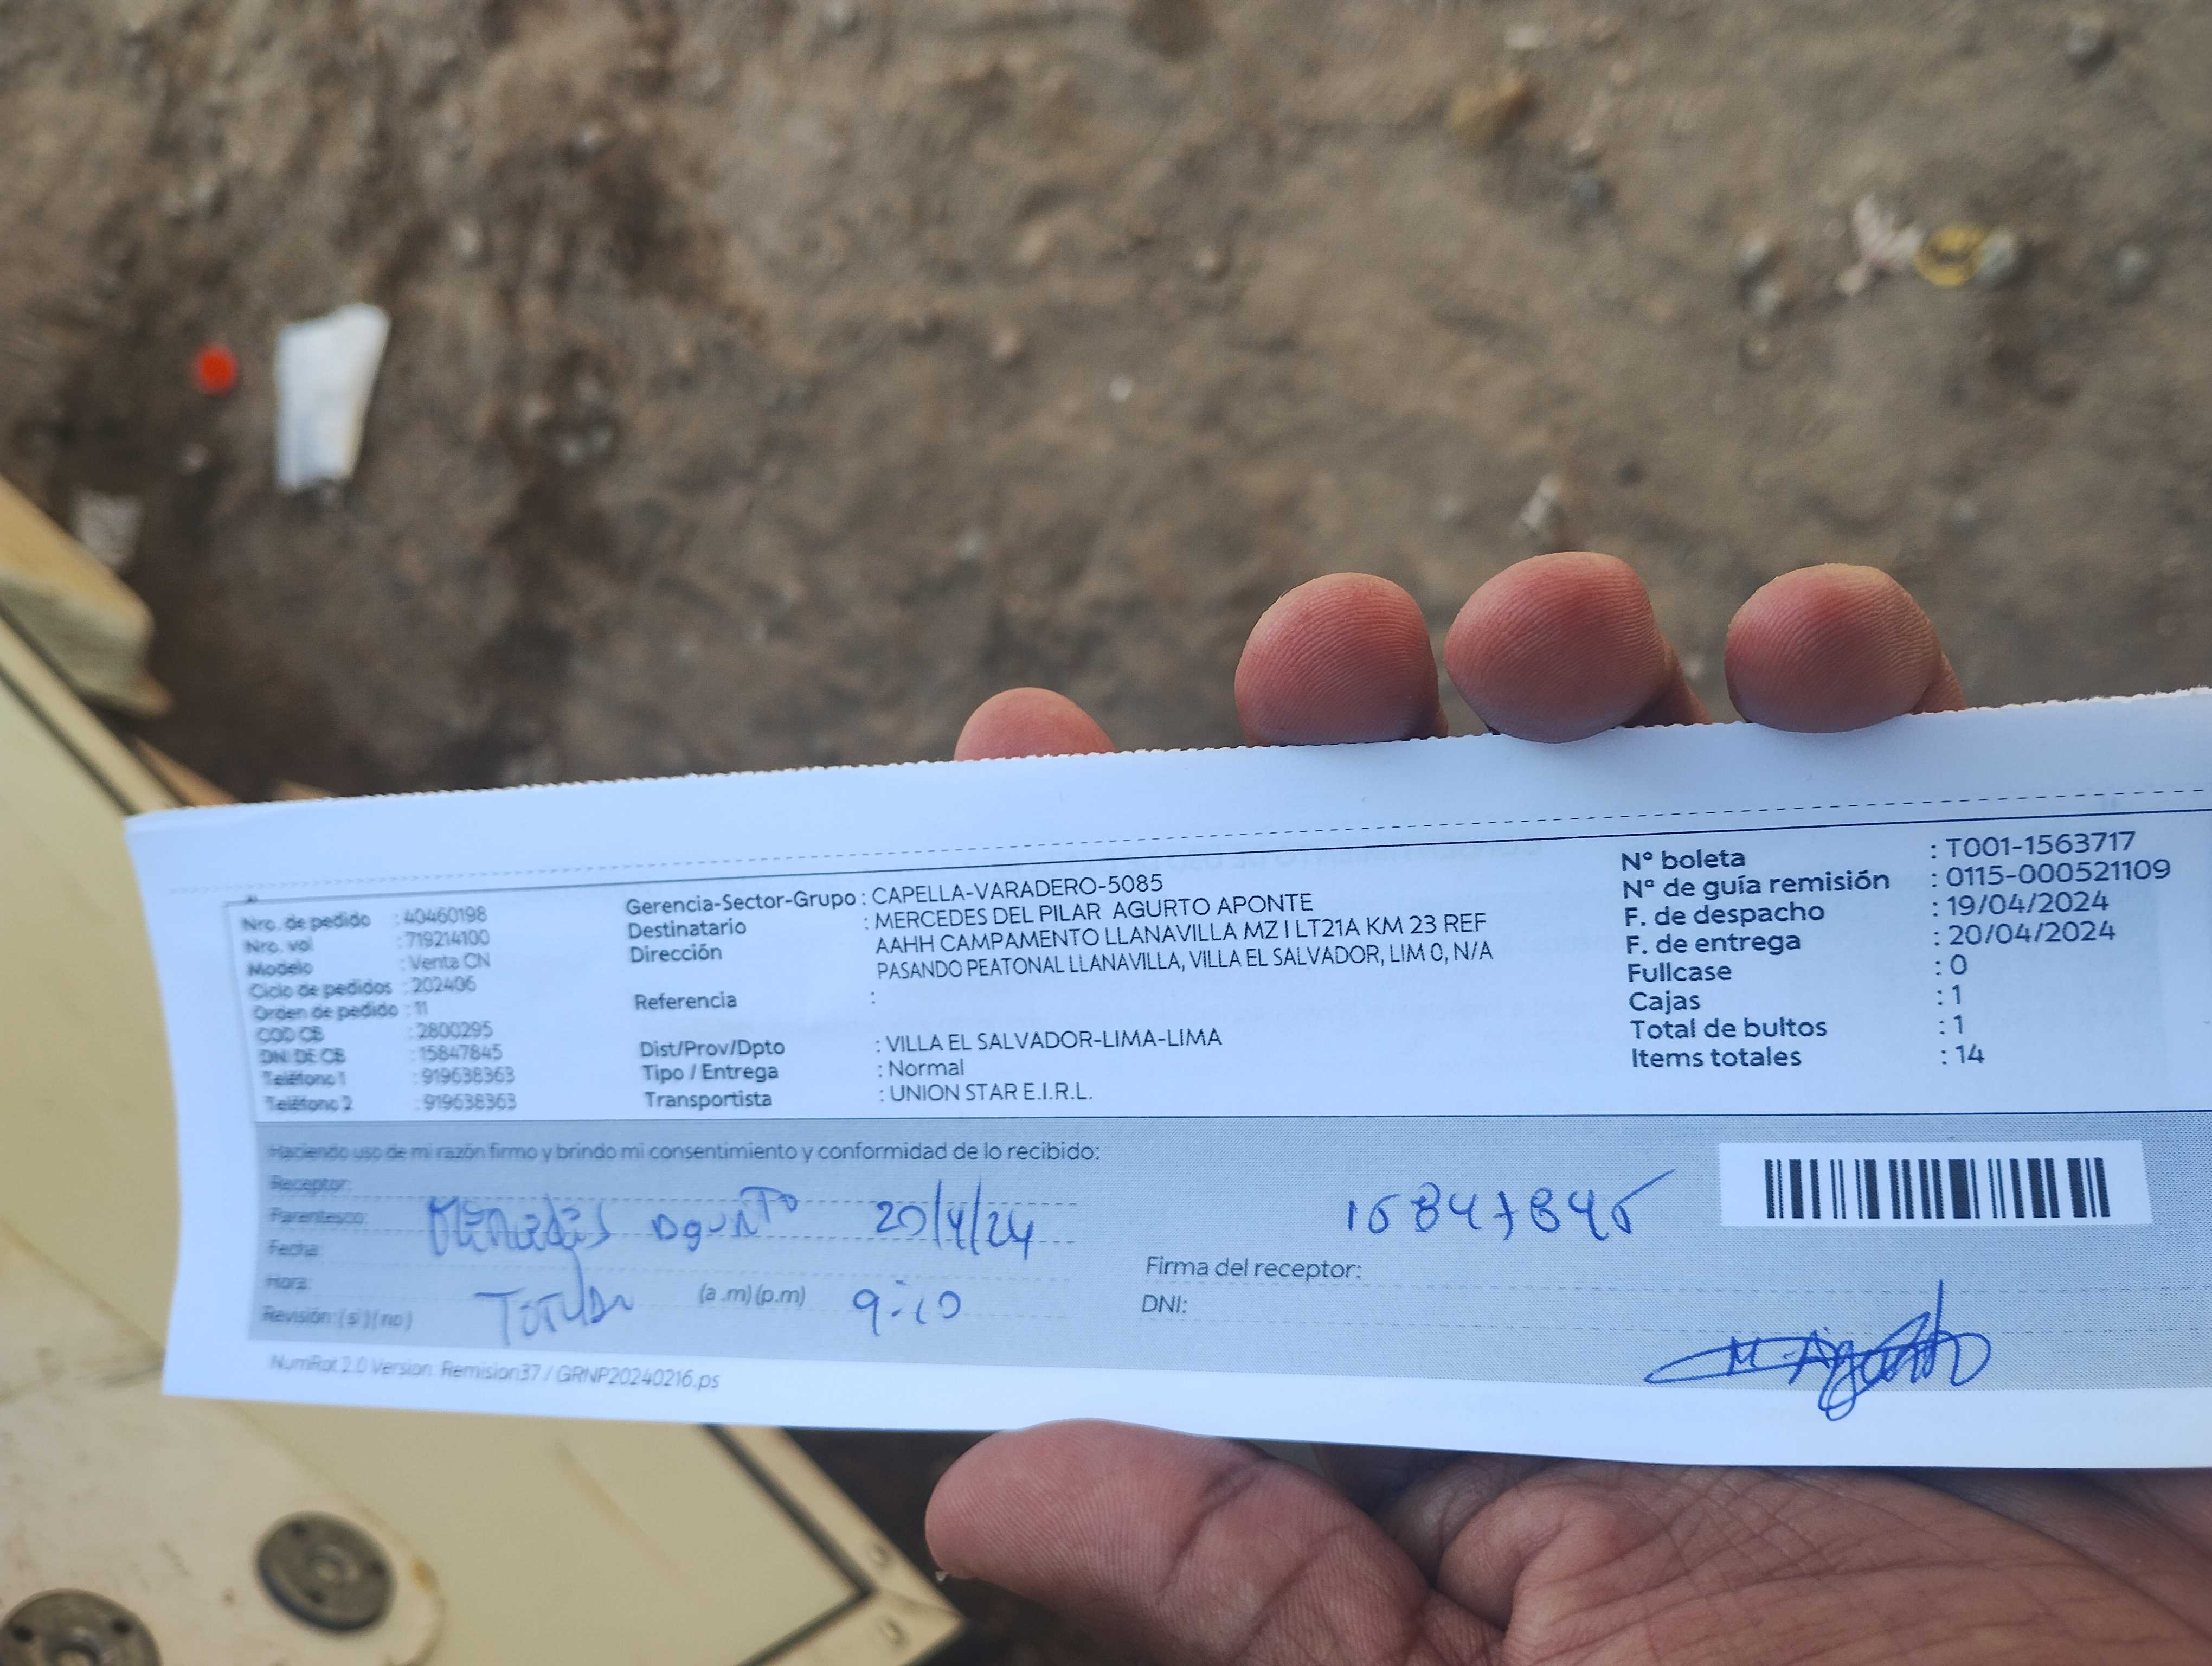 Nro. de pedido : 40460198
Nro. vol : 719214100
Modelo : Venta CN
Ciclo de pedidos : 202406
Orden de pedido : 11
COD CB : 2800295
DNI DE CB : 15847845
Teléfono 1 : 919638363
Teléfono 2 : 919638363
Gerencia-Sector-Grupo : CAPELLA-VARADERO-5085
Destinatario : MERCEDES DEL PILAR AGURTO APONTE
Dirección AAHH CAMPAMENTO LLANAVILLA MZ I LT21A KM 23 REF
PASANDO PEATONAL LLANAVILLA, VILLA EL SALVADOR, LIM 0, N/A
Referencia :
Dist/Prov/Dpto : VILLA EL SALVADOR-LIMA-LIMA
Tipo / Entrega : Normal
Transportista : UNION STAR E.I.R.L.
Nº boleta : T001-1563717
Nº de guía remisión : 0115-000521109
F. de despacho : 19/04/2024
F. de entrega : 20/04/2024
Fullcase : 0
Cajas : 1
Total de bultos : 1
Items totales : 14
Haciendo uso de mi razón firmo y brindo mi consentimiento y conformidad de lo recibido:
Receptor:
Parentesco: Mercedes Agurto 20/4/24
Fecha:
Hora: Titular (a .m) (p.m) 9:10
Revisión: ( si ) ( no )
15847845
Firma del receptor:
DNI:
M. Agurto
NumRot 2.0 Version: Remision37 / GRNP20240216.ps